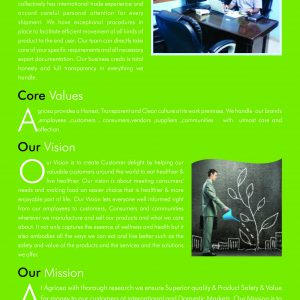 collectively has international trade experience and
accord careful personal attention for every
shipment. We have exceptional procedures in
place to facilitate efficient movement of all kinds of
product to the end user. Our team can directly take
care of your specific requirements and all necessary
export documentation. Our business credo is total
honesty and full transparency in everything we
handle.
Core Values
Agricas provides a Honest, Transparent and Clean culture at its work premises. We handle our brands
,employees ,customers , consumers, vendors ,suppliers ,communities with utmost care and
affection.
Our Vision
Our Vision is to create Customer delight by helping our
valuable customers around the world to eat healthier &
live healthier. Our vision is about meeting consumers'
needs and making food an easier choice that is healthier & more
enjoyable part of life. Our Vision lets everyone well informed right
from our employees to customers, Consumers and communities
wherever we manufacture and sell our products and what we care
about. It not only captures the essence of wellness and health but it
also embodies all the ways we can eat and live better such as the
safety and value of the products and the services and the solutions
we offer.
Our Mission
At Agricas with thorough research we ensure Superior quality & Product Safety & Value
for money to our customers of International and Domestic Markets. Our Mission is to